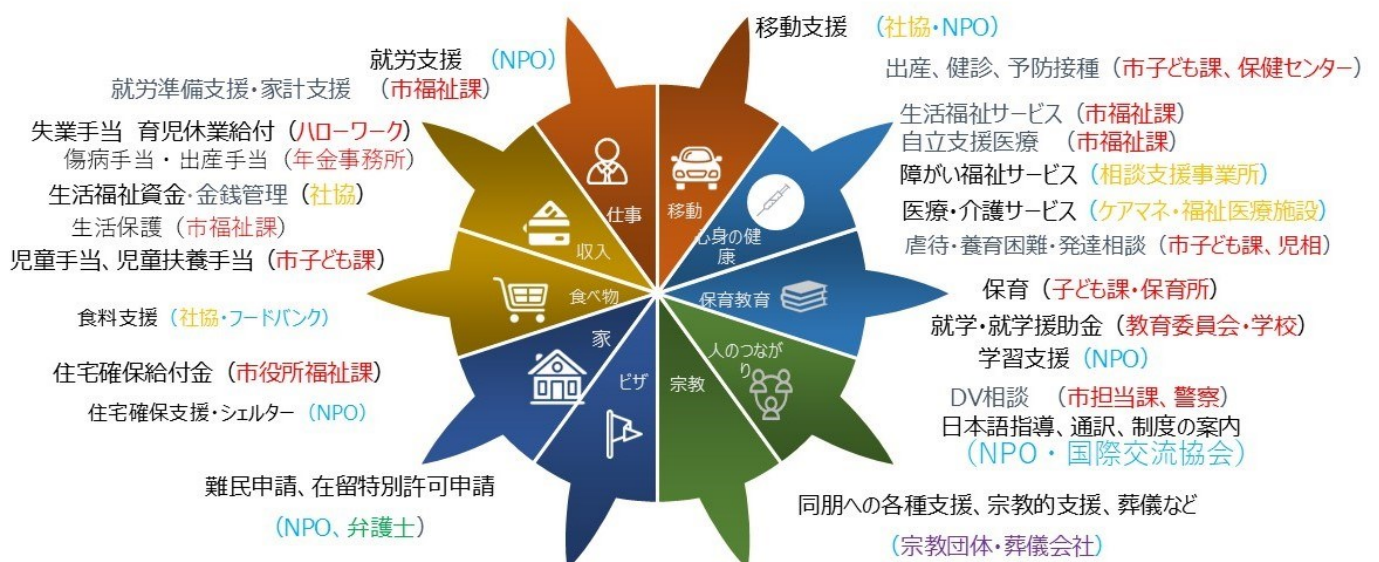 移動支援 (社協・NPO)
就労支援 (NPO)
就労準備支援・家計支援 (市福祉課)
失業手当 育児休業給付 (ハローワーク)
傷病手当・出産手当 (年金事務所)
生活福祉資金・金銭管理 (社協)
生活保護 (市福祉課)
児童手当、児童扶養手当 (市子ども課)
食料支援 (社協・フードバンク)
住宅確保給付金 (市役所福祉課)
住宅確保支援・シェルター (NPO)
難民申請、在留特別許可申請
(NPO、弁護士)
仕事
移動
収入
心身の健
康
食べ物
保育教育
家
人のつなが
り
ビザ
宗教
出産、健診、予防接種 (市子ども課、保健センター)
生活福祉サービス (市福祉課)
自立支援医療 (市福祉課)
障がい福祉サービス (相談支援事業所)
医療・介護サービス (ケアマネ・福祉医療施設)
虐待・養育困難・発達相談 (市子ども課、児相)
保育 (子ども課・保育所)
就学・就学援助金 (教育委員会・学校)
学習支援 (NPO)
DV相談 (市担当課、警察)
日本語指導、通訳、制度の案内
(NPO・国際交流協会)
同朋への各種支援、宗教的支援、葬儀など
(宗教団体・葬儀会社)